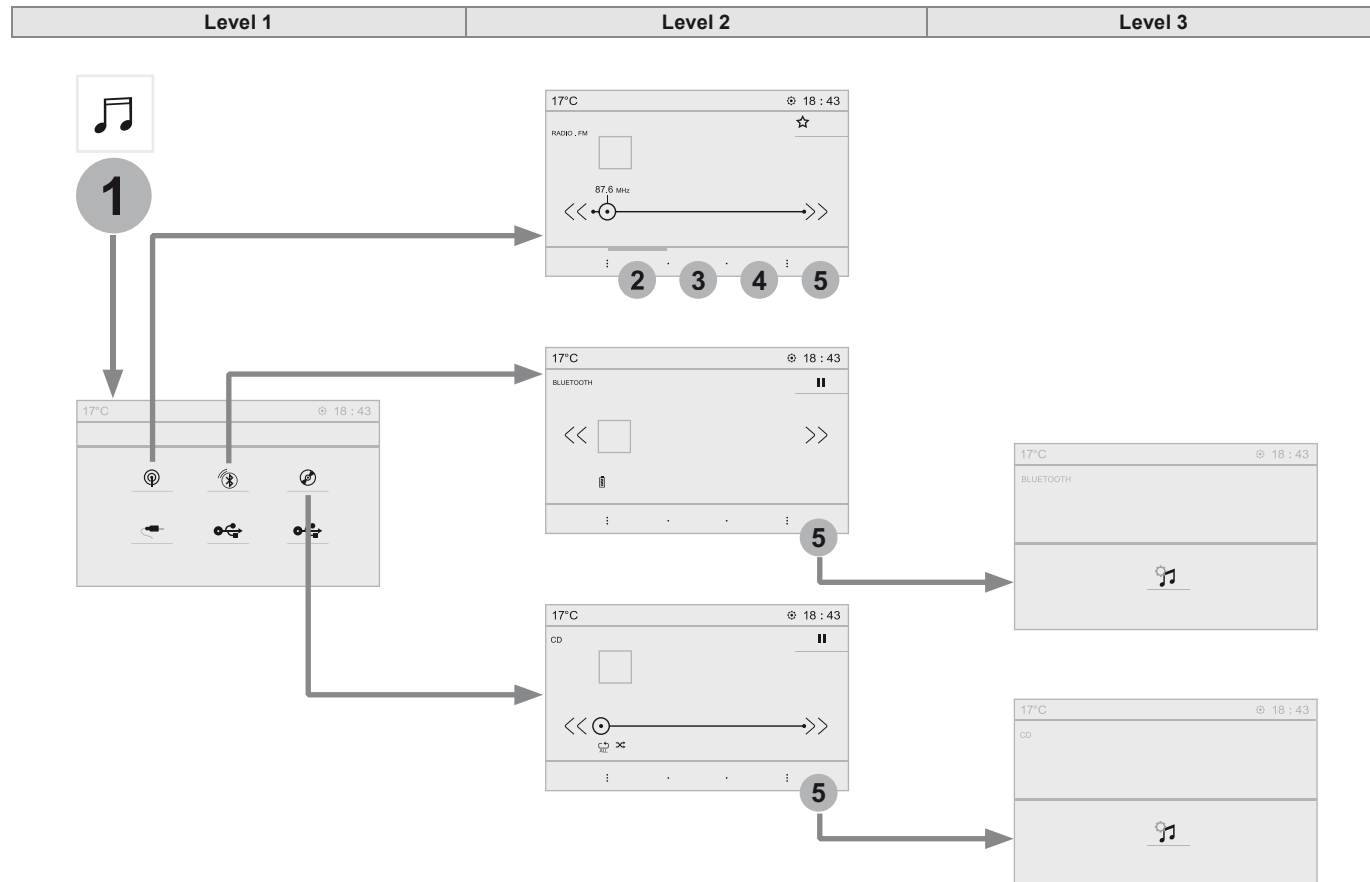 Level 1 Level 2 Level 3
1
17°C 18 : 43
RADIO . FM
87.6 MHz
2 3 4 5
17°C 18 : 43
17°C 18 : 43
BLUETOOTH
5
17°C 18 : 43
BLUETOOTH
17°C 18 : 43
CD
ALL
5
17°C 18 : 43
CD